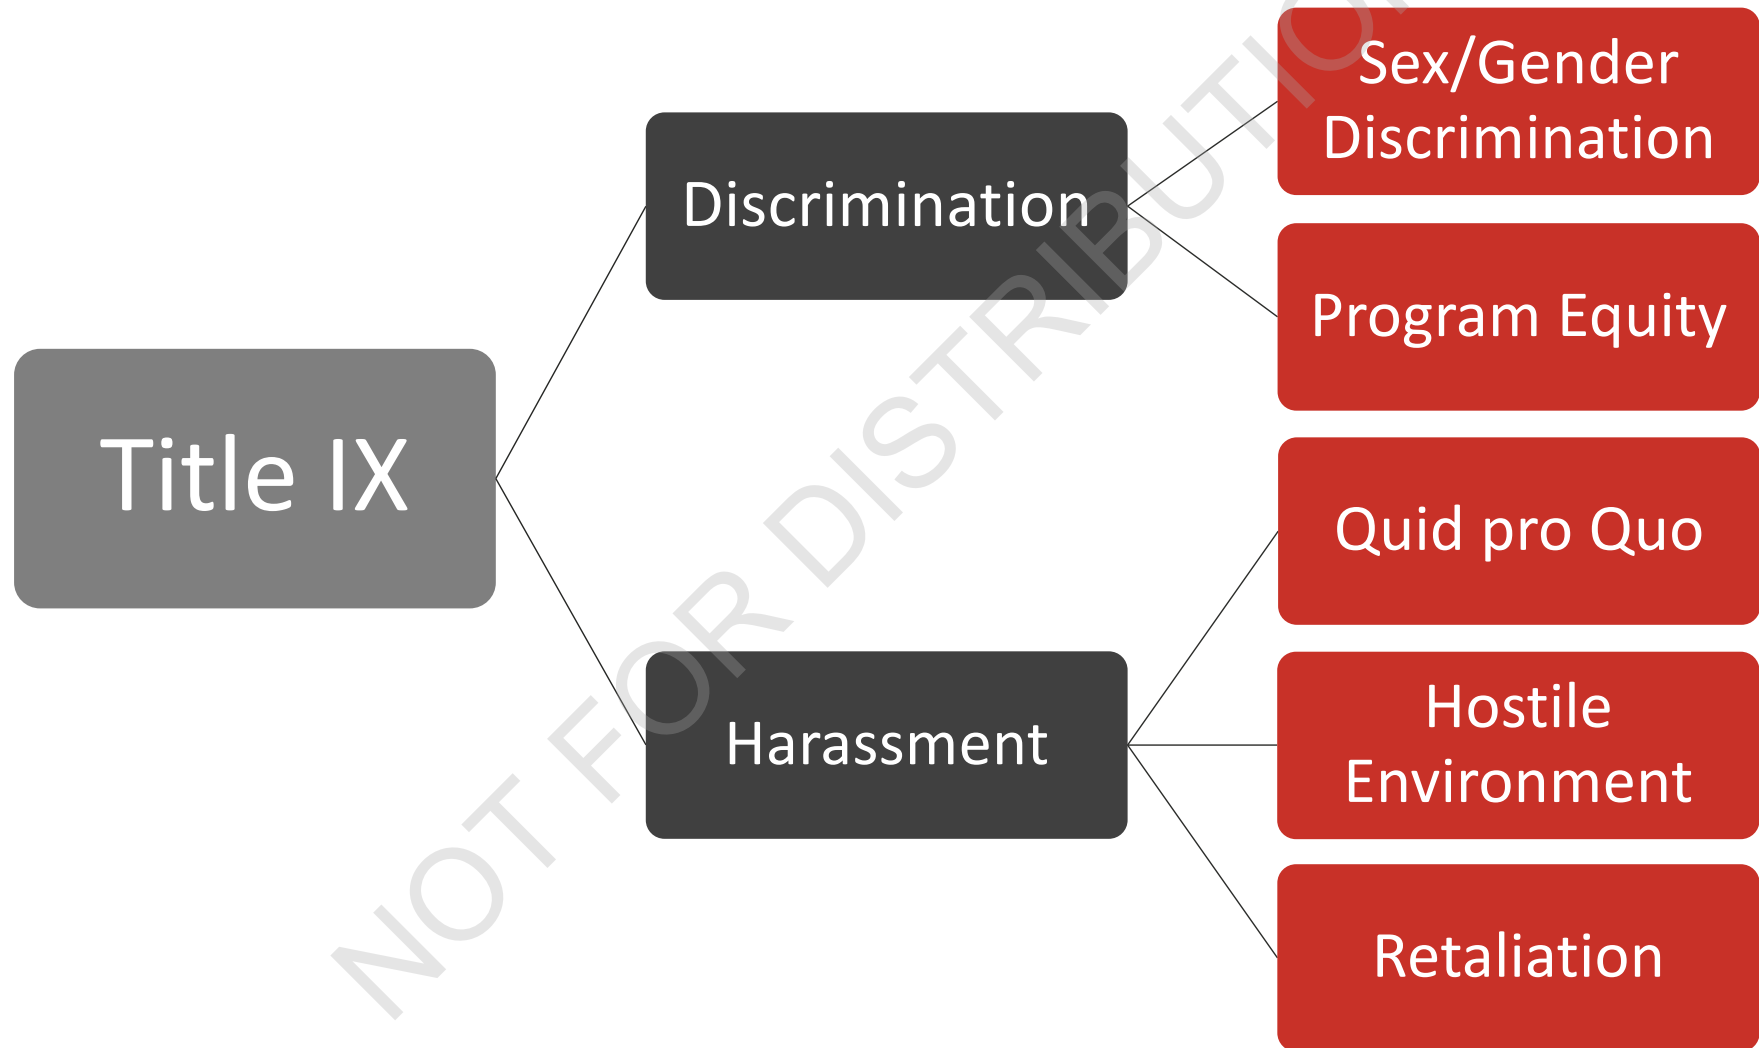 Title IX
Discrimination
Sex/Gender
Discrimination
Program Equity
Harassment
Quid pro Quo
Hostile
Environment
Retaliation
NOT FOR DISTRIBUTION